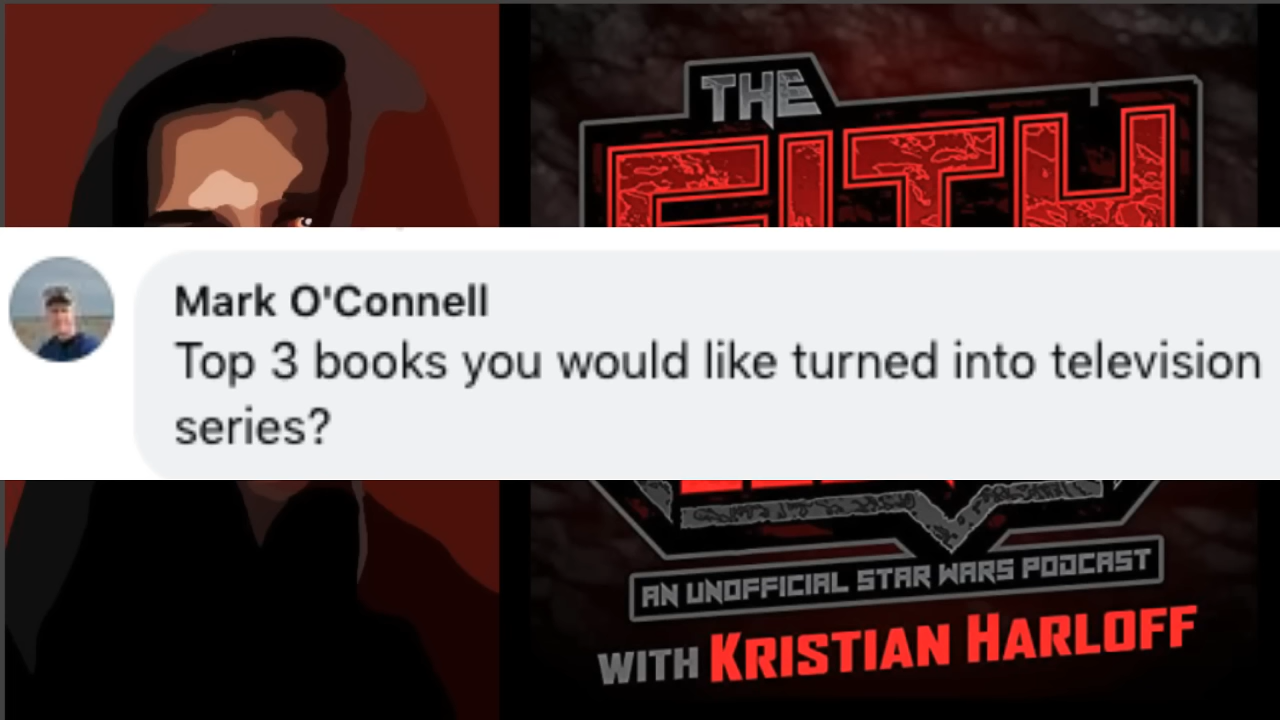 THE
SITH
Mark O'Connell
Top 3 books you would like turned into television
series?
AN UNOFFICIAL STAR WARS PODCAST
WITH KRISTIAN HARLOFF